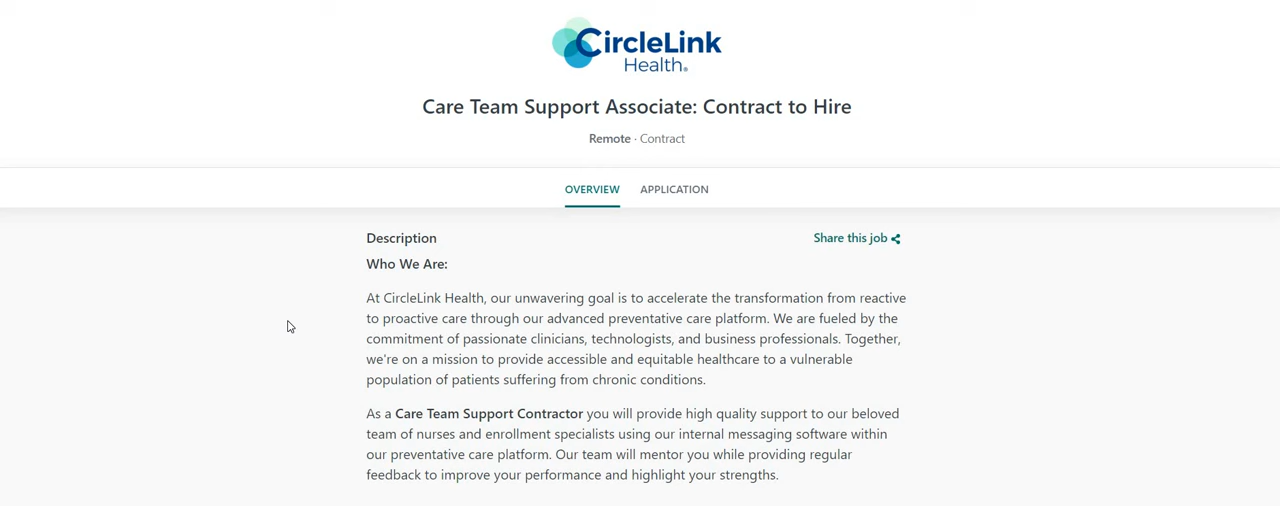 CircleLink
Health®
Care Team Support Associate: Contract to Hire
Remote · Contract
OVERVIEW APPLICATION
Description Share this job
Who We Are:
At CircleLink Health, our unwavering goal is to accelerate the transformation from reactive
to proactive care through our advanced preventative care platform. We are fueled by the
commitment of passionate clinicians, technologists, and business professionals. Together,
we're on a mission to provide accessible and equitable healthcare to a vulnerable
population of patients suffering from chronic conditions.
As a Care Team Support Contractor you will provide high quality support to our beloved
team of nurses and enrollment specialists using our internal messaging software within
our preventative care platform. Our team will mentor you while providing regular
feedback to improve your performance and highlight your strengths.